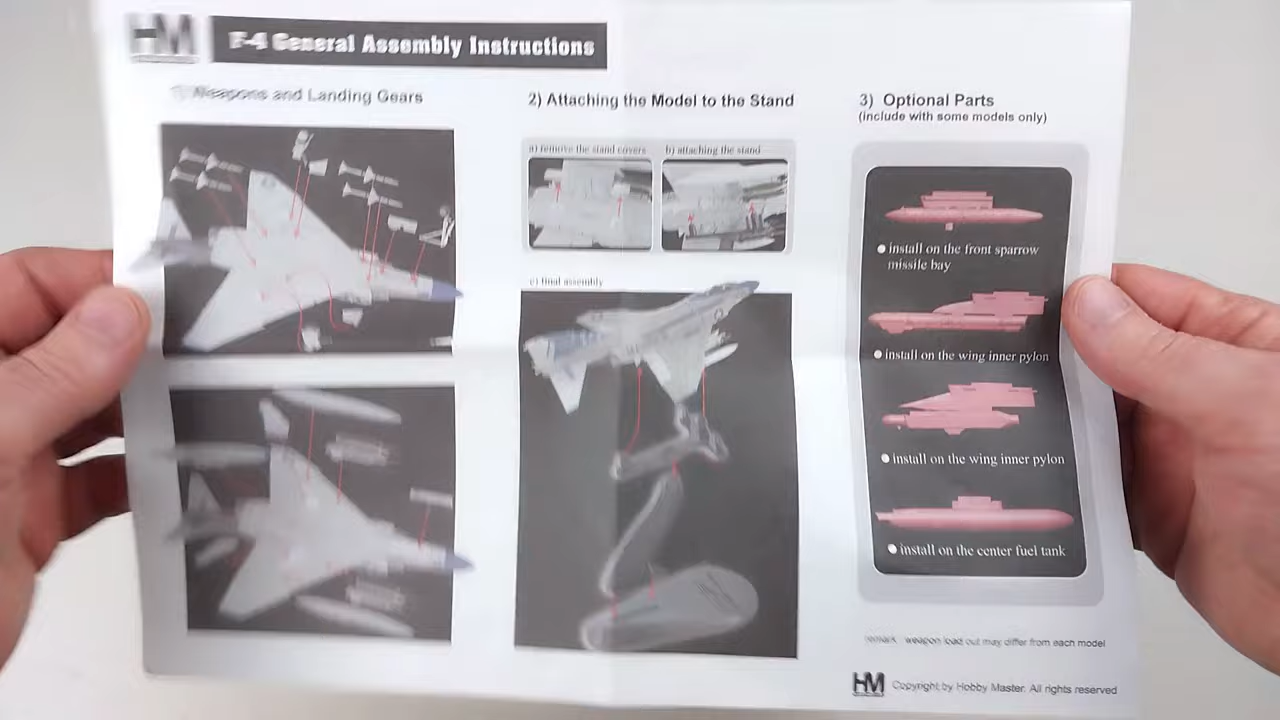 HM
F-4 General Assembly Instructions
1) Weapons and Landing Gears
2) Attaching the Model to the Stand
a) remove the stand covers
b) attaching the stand
c) final assembly
3) Optional Parts
(include with some models only)
install on the front sparrow
missile bay
install on the wing inner pylon
install on the wing inner pylon
install on the center fuel tank
weapon load out may differ from each model
HM
Copyright by Hobby Master. All rights reserved